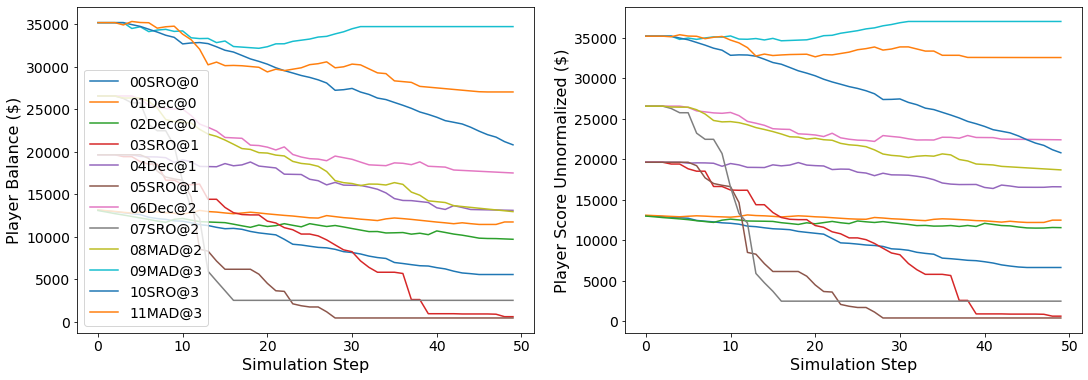 Player Balance ($)
35000
30000
25000
20000
15000
10000
5000
0
00SRO@0
01Dec@0
02Dec@0
03SRO@1
04Dec@1
05SRO@1
06Dec@2
07SRO@2
08MAD@2
09MAD@3
10SRO@3
11MAD@3
0 10 20 30 40 50
Simulation Step
Player Score Unnormalized ($)
35000
30000
25000
20000
15000
10000
5000
0
0 10 20 30 40 50
Simulation Step